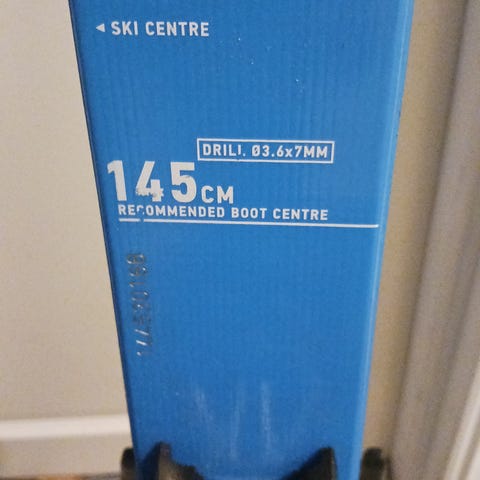 ◄ SKI CENTRE
DRILL. Ø3.6x7MM
145CM
RECOMMENDED BOOT CENTRE